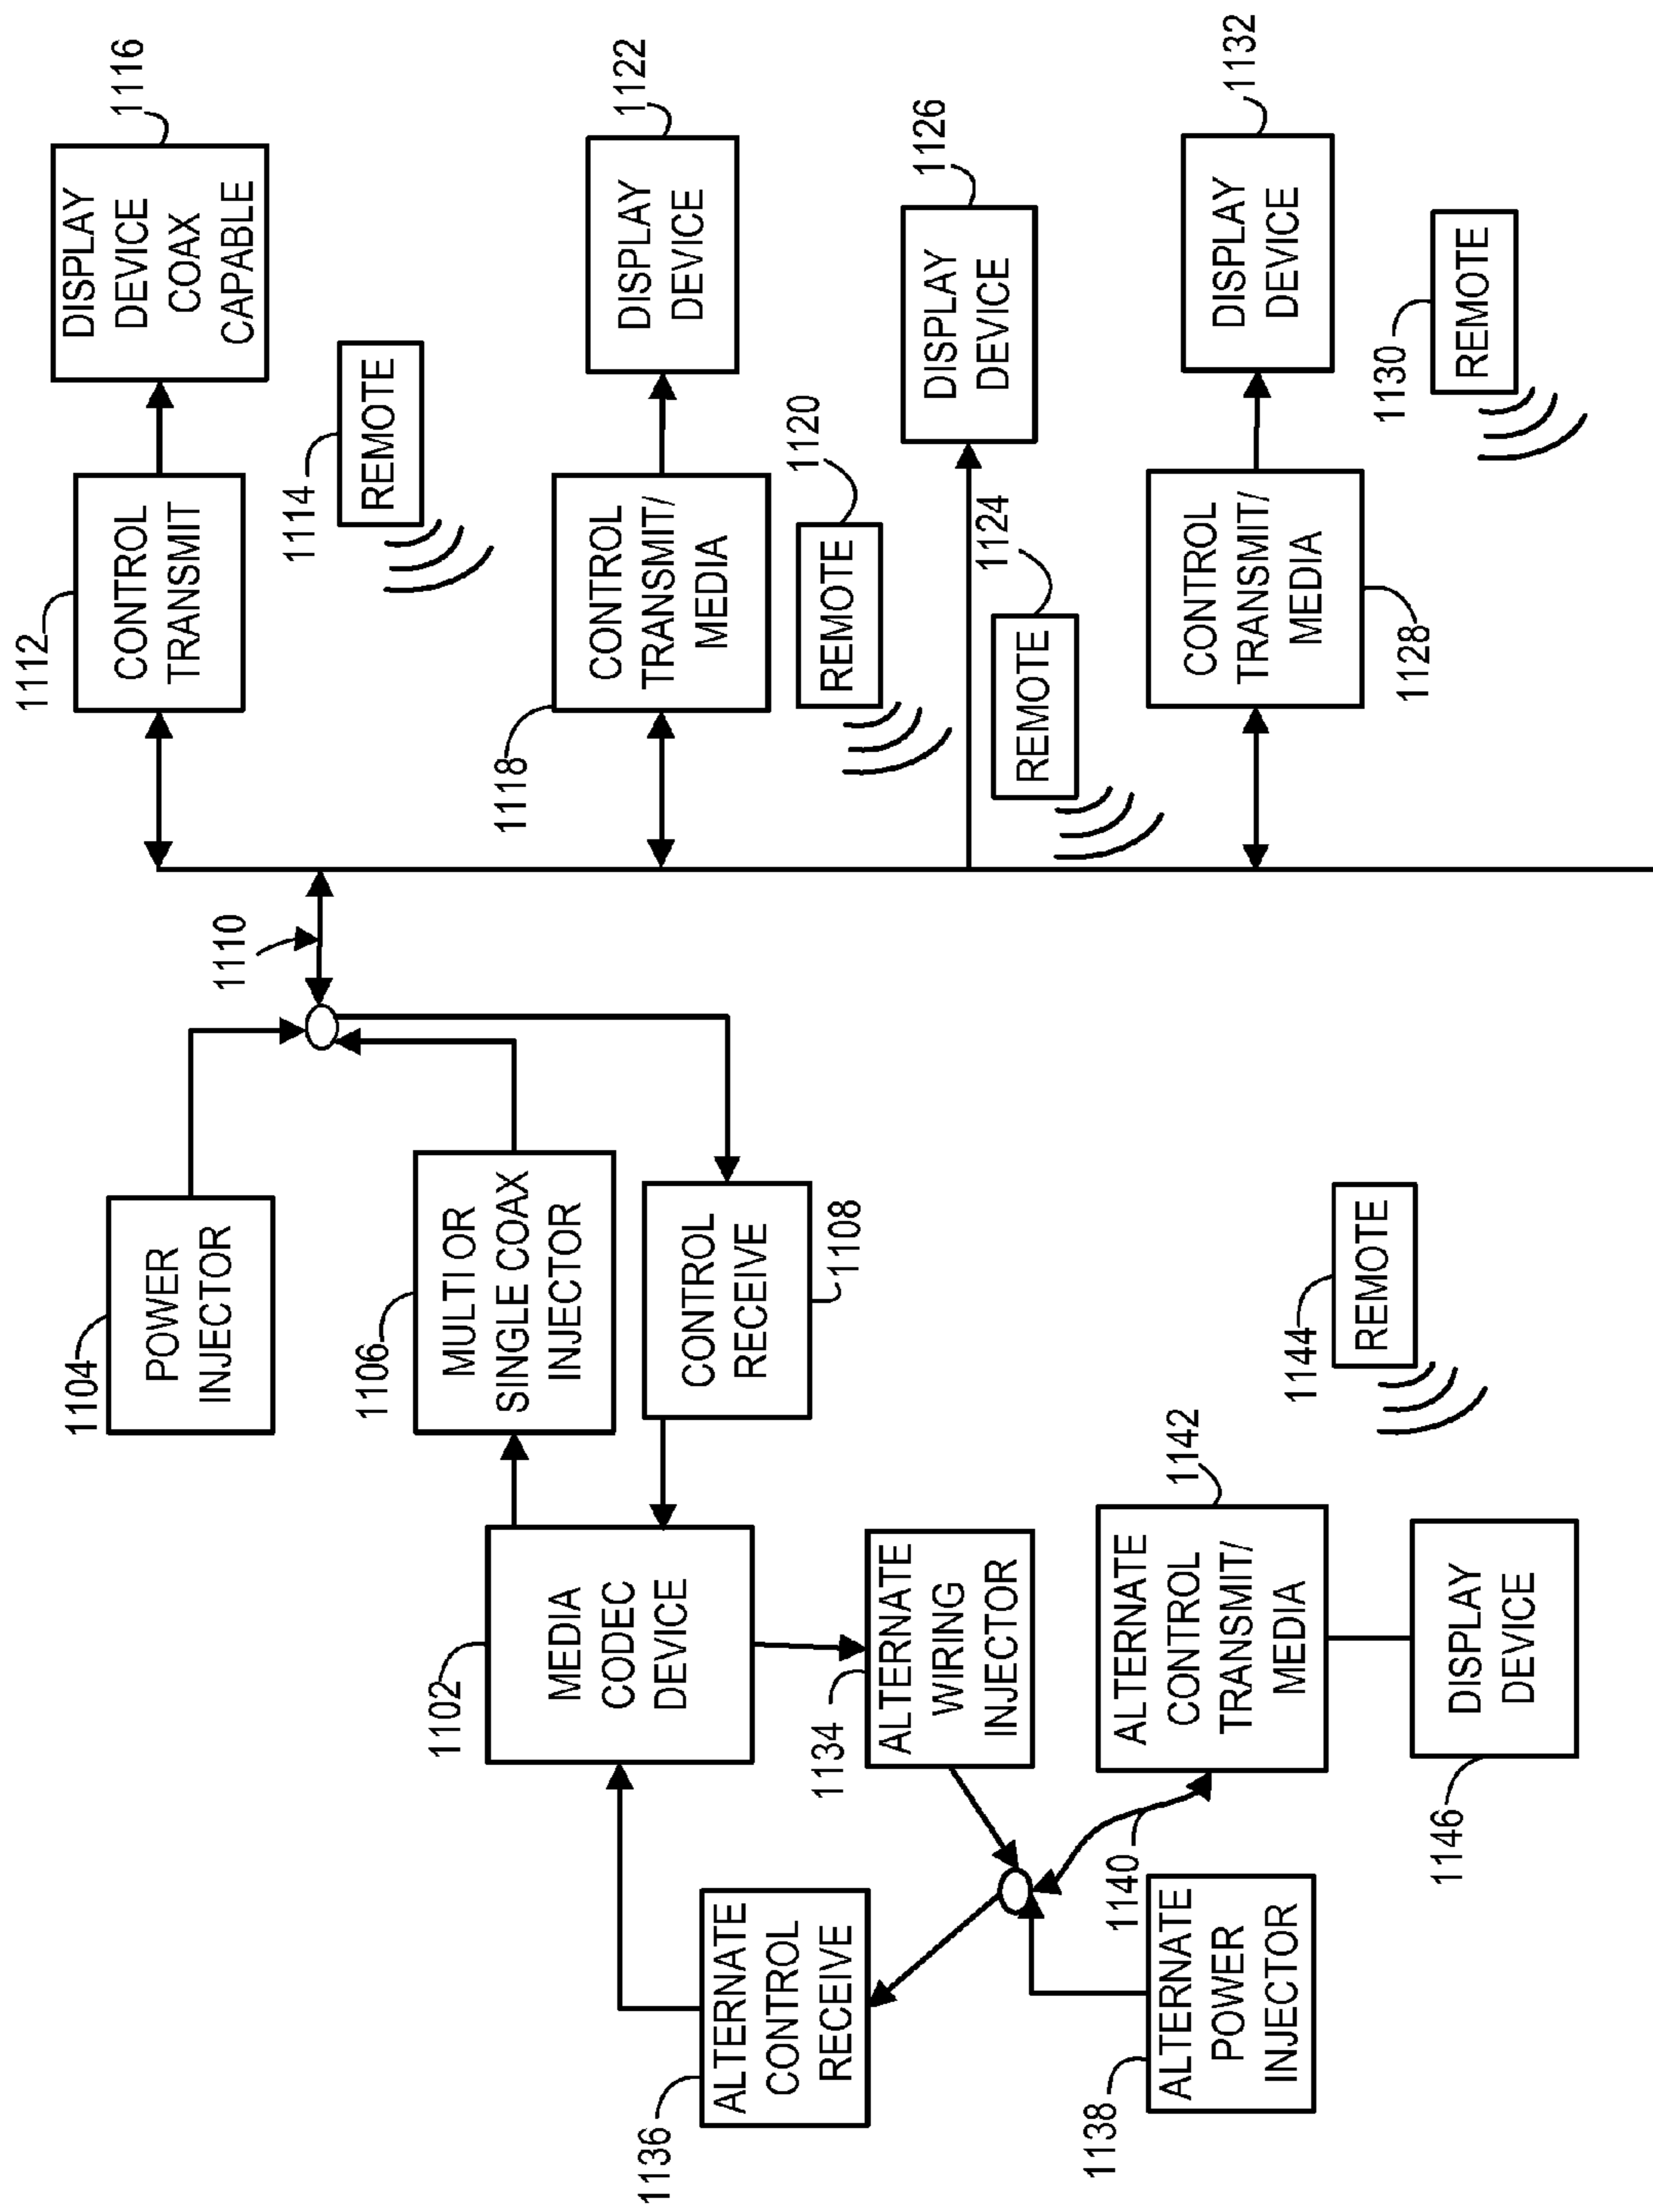 1104
POWER
INJECTOR
1106
MULTI OR
SINGLE COAX
INJECTOR
CONTROL
RECEIVE
1108
1110
1112
CONTROL
TRANSMIT
DISPLAY
DEVICE
COAX
CAPABLE
1116
1114
REMOTE
1118
CONTROL
TRANSMIT/
MEDIA
DISPLAY
DEVICE
1122
1120
REMOTE
DISPLAY
DEVICE
1126
1124
REMOTE
CONTROL
TRANSMIT/
MEDIA
1128
DISPLAY
DEVICE
1132
1130
REMOTE
1102
MEDIA
CODEC
DEVICE
1134
ALTERNATE
WIRING
INJECTOR
1136
ALTERNATE
CONTROL
RECEIVE
1138
ALTERNATE
POWER
INJECTOR
1140
ALTERNATE
CONTROL
TRANSMIT/
MEDIA
1142
1144
REMOTE
1146
DISPLAY
DEVICE